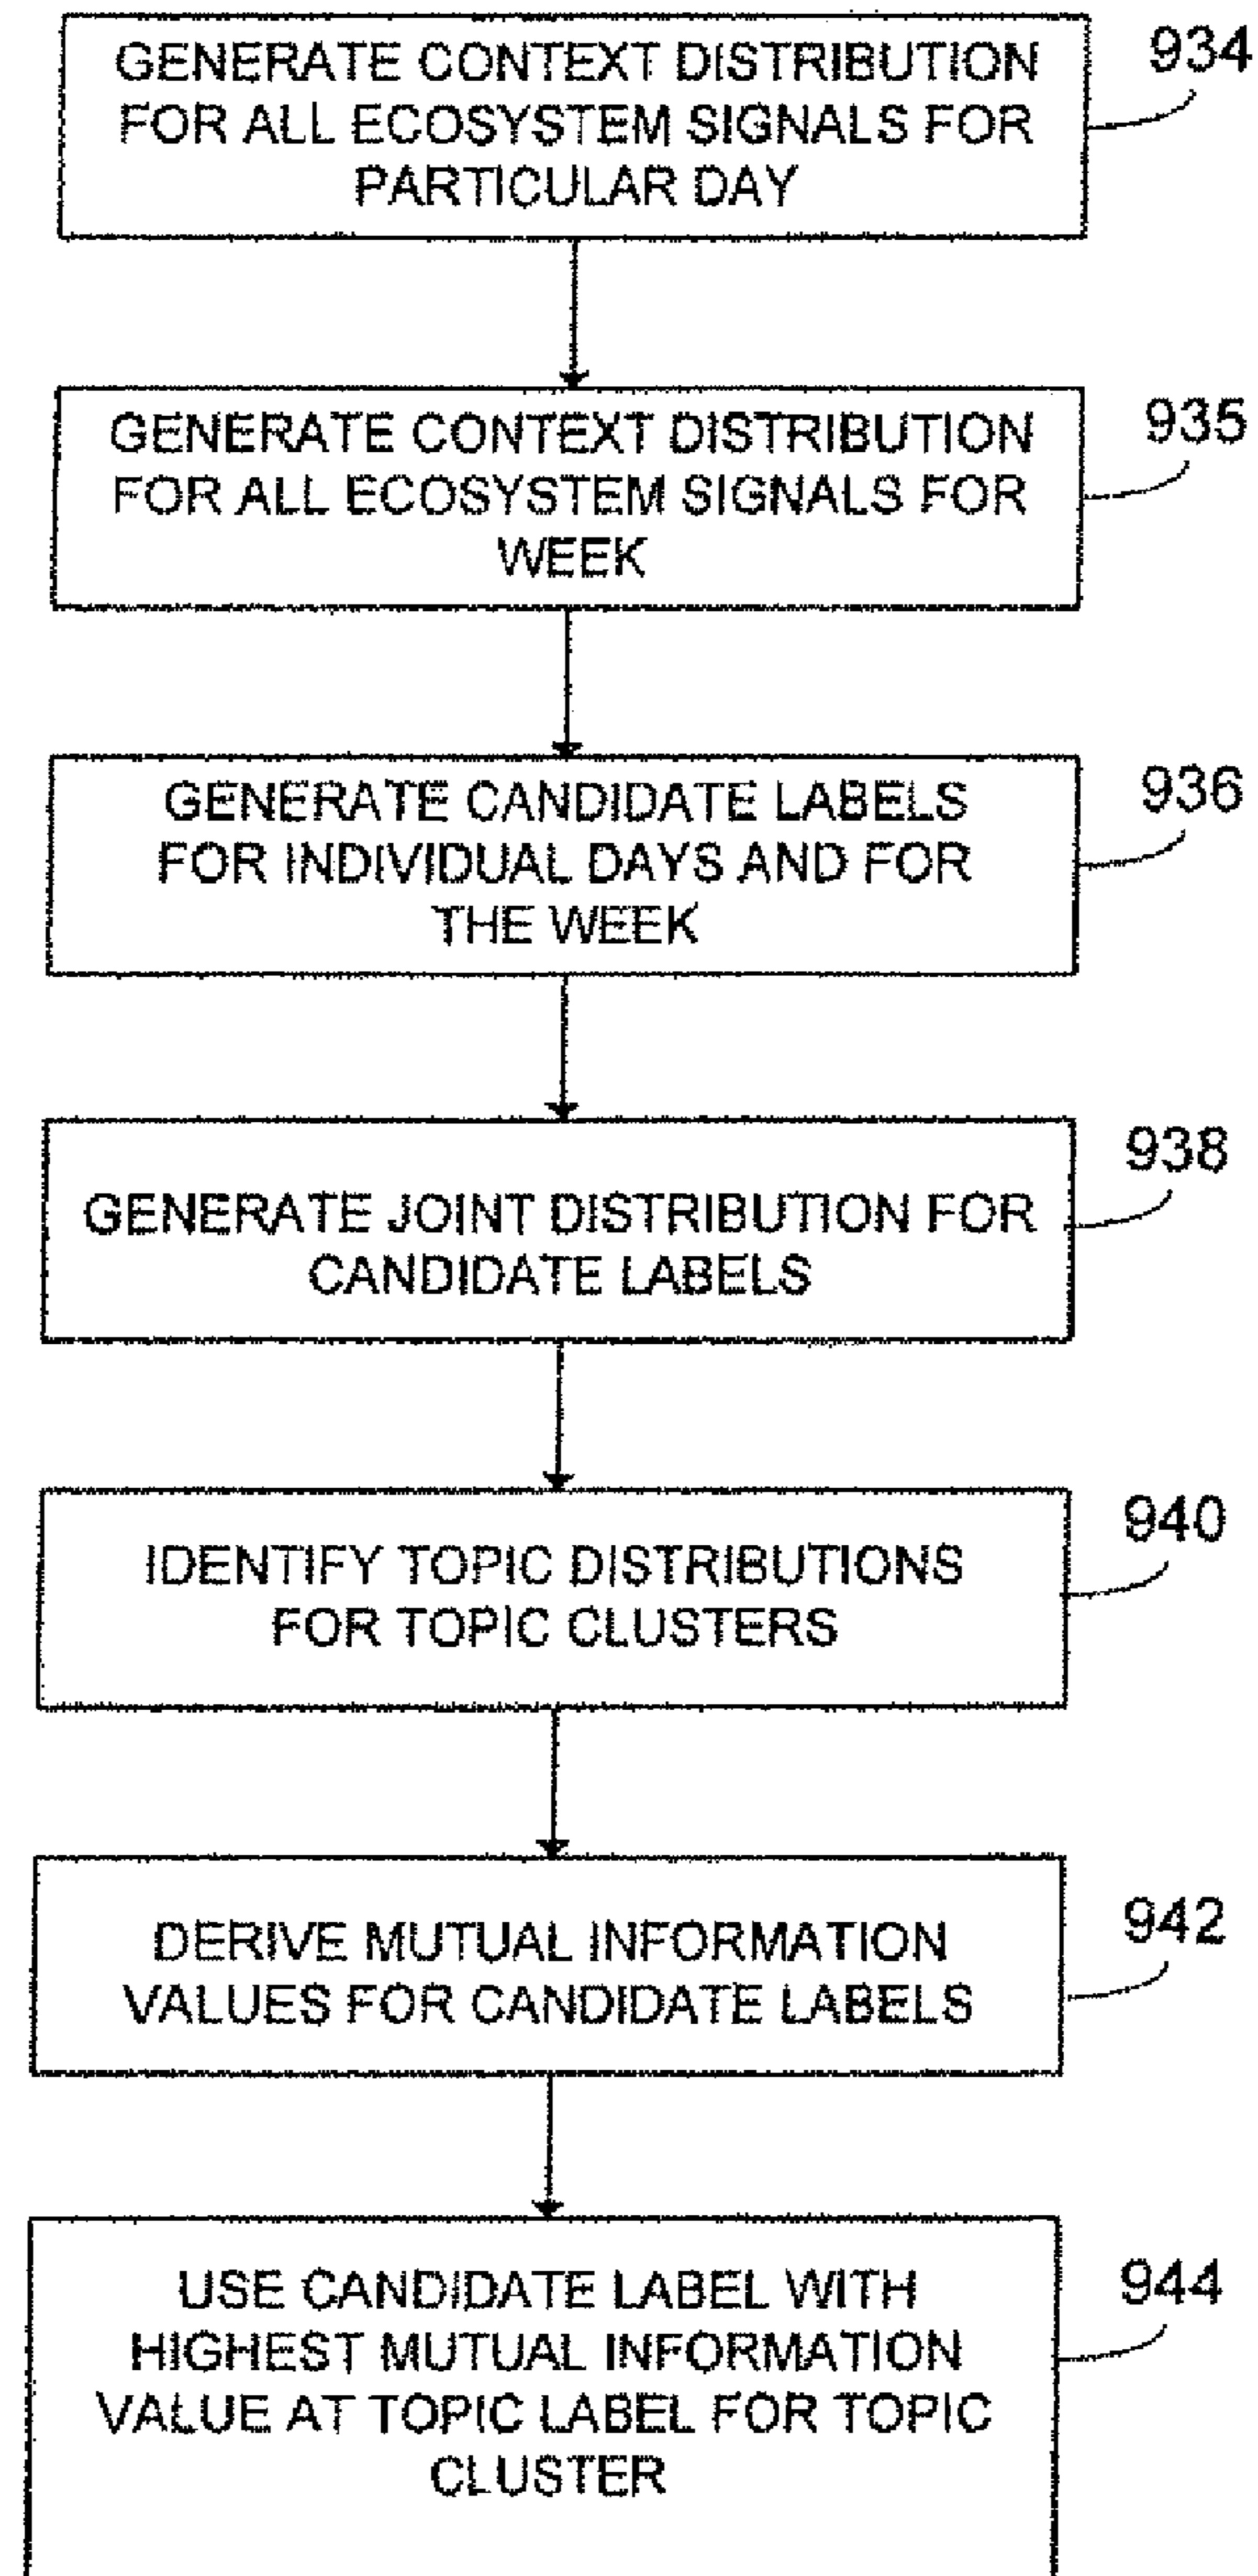 GENERATE CONTEXT DISTRIBUTION
FOR ALL ECOSYSTEM SIGNALS FOR
PARTICULAR DAY
934
GENERATE CONTEXT DISTRIBUTION
FOR ALL ECOSYSTEM SIGNALS FOR
WEEK
935
GENERATE CANDIDATE LABELS
FOR INDIVIDUAL DAYS AND FOR
THE WEEK
936
GENERATE JOINT DISTRIBUTION FOR
CANDIDATE LABELS
938
IDENTIFY TOPIC DISTRIBUTIONS
FOR TOPIC CLUSTERS
940
DERIVE MUTUAL INFORMATION
VALUES FOR CANDIDATE LABELS
942
USE CANDIDATE LABEL WITH
HIGHEST MUTUAL INFORMATION
VALUE AT TOPIC LABEL FOR TOPIC
CLUSTER
944